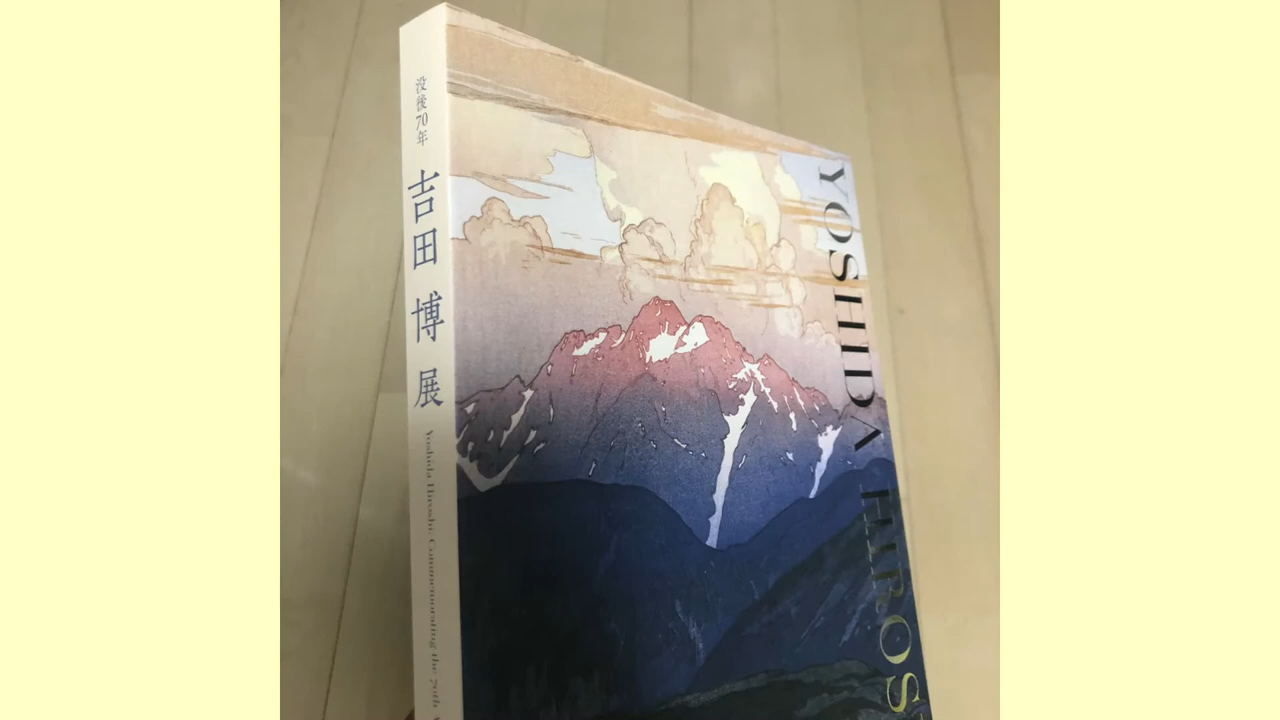 没後70年
吉田 博 展
Yoshida Hiroshi: Commemorating the 70th
YOSHIDA HIROS